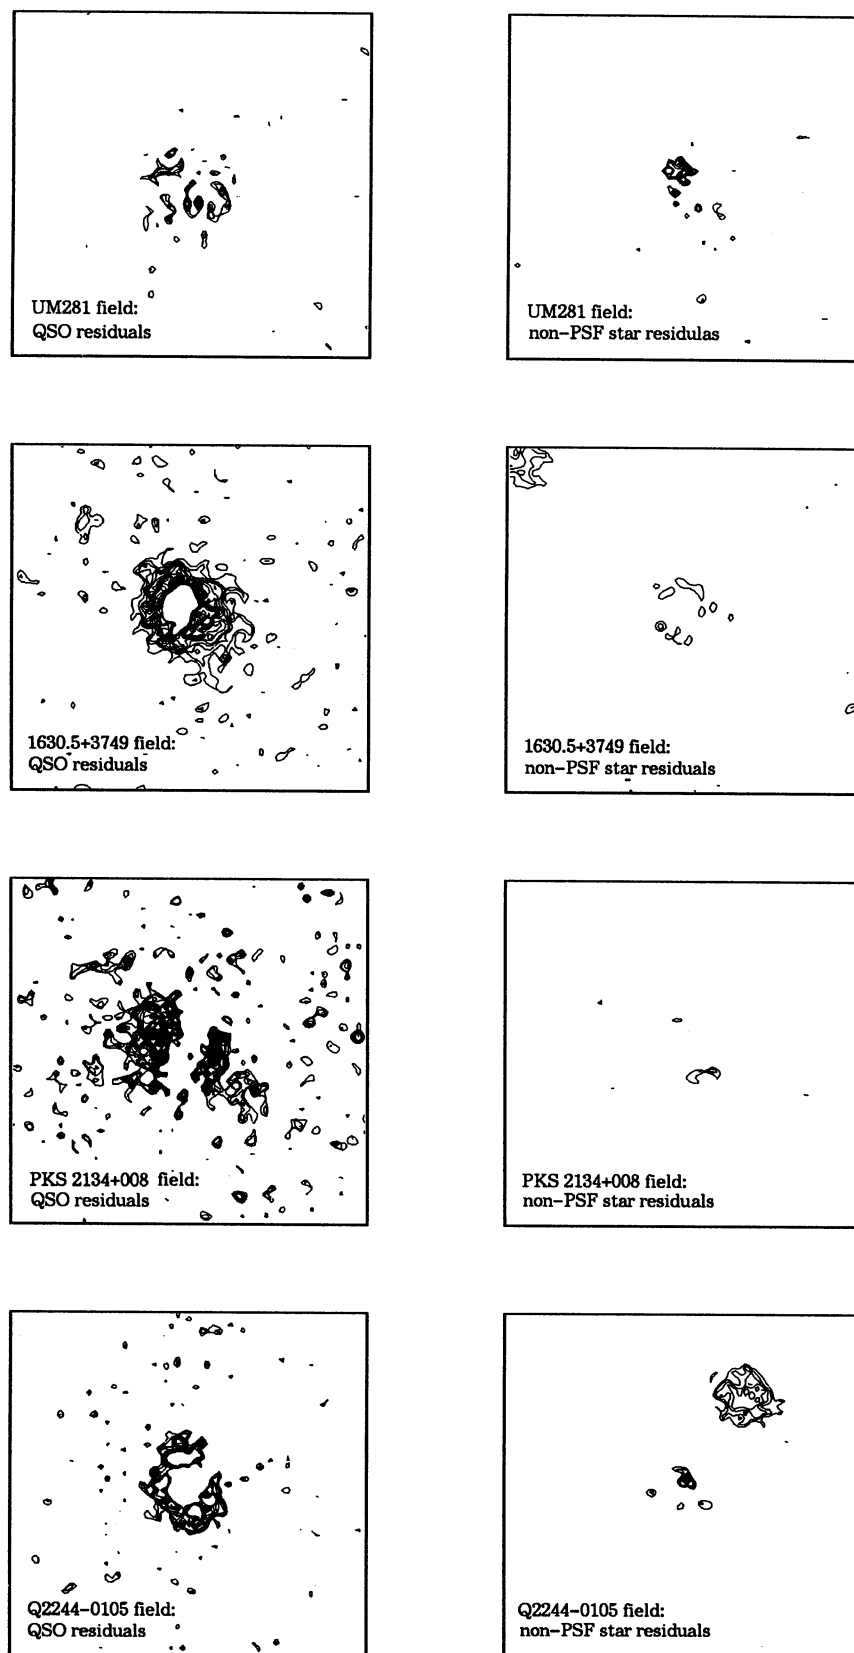 UM281 field:
QSO residuals
UM281 field:
non-PSF star residulas
1630.5+3749 field:
QSO residuals
1630.5+3749 field:
non-PSF star residuals
PKS 2134+008 field:
QSO residuals
PKS 2134+008 field:
non-PSF star residuals
Q2244-0105 field:
QSO residuals
Q2244-0105 field:
non-PSF star residuals